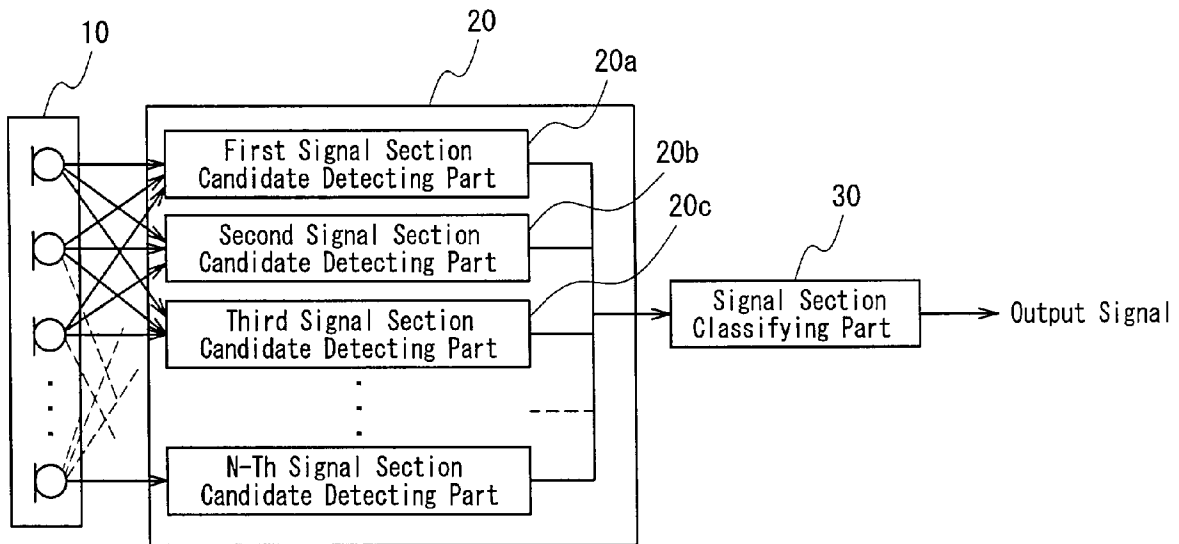 10
20
20a
First Signal Section
Candidate Detecting Part
20b
Second Signal Section
Candidate Detecting Part
20c
30
Third Signal Section
Candidate Detecting Part
Signal Section
Classifying Part
Output Signal
N-Th Signal Section
Candidate Detecting Part